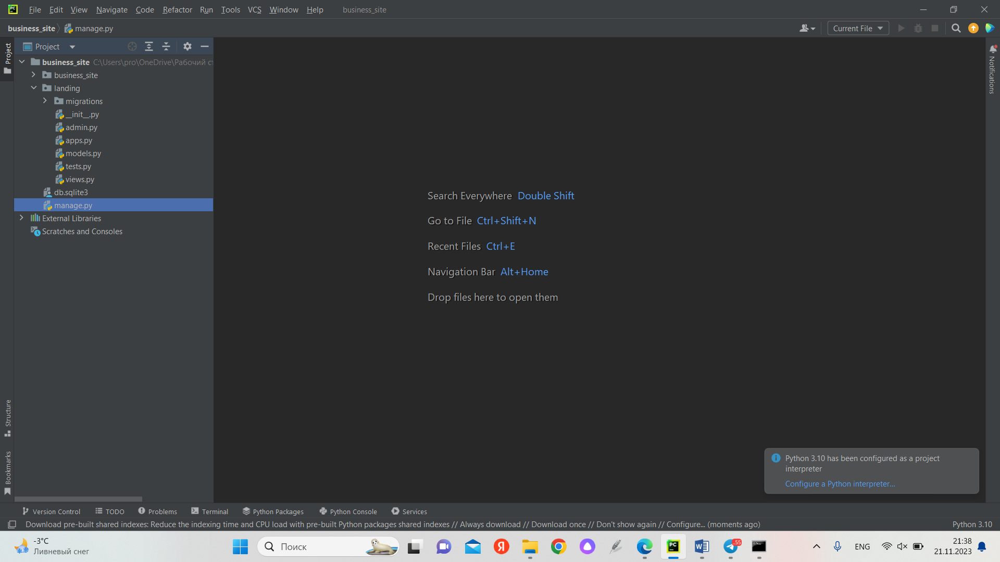 File Edit View Navigate Code Refactor Run Tools VCS Window Help business_site
business_site manage.py
Current File
Project
Project
business_site C:\Users\pro\OneDrive\Рабочий ст
business_site
landing
migrations
__init__.py
admin.py
apps.py
models.py
tests.py
views.py
db.sqlite3
manage.py
External Libraries
Scratches and Consoles
Search Everywhere Double Shift
Go to File Ctrl+Shift+N
Recent Files Ctrl+E
Navigation Bar Alt+Home
Drop files here to open them
Notifications
Structure
Bookmarks
Python 3.10 has been configured as a project
interpreter
Configure a Python interpreter...
Version Control TODO Problems Terminal Python Packages Python Console Services
Download pre-built shared indexes: Reduce the indexing time and CPU load with pre-built Python packages shared indexes // Always download // Download once // Don't show again // Configure... (moments ago) Python 3.10
-3°C
Ливневый снег
Поиск
PC
Я
PC
W
..55
ENG
21:38
21.11.2023